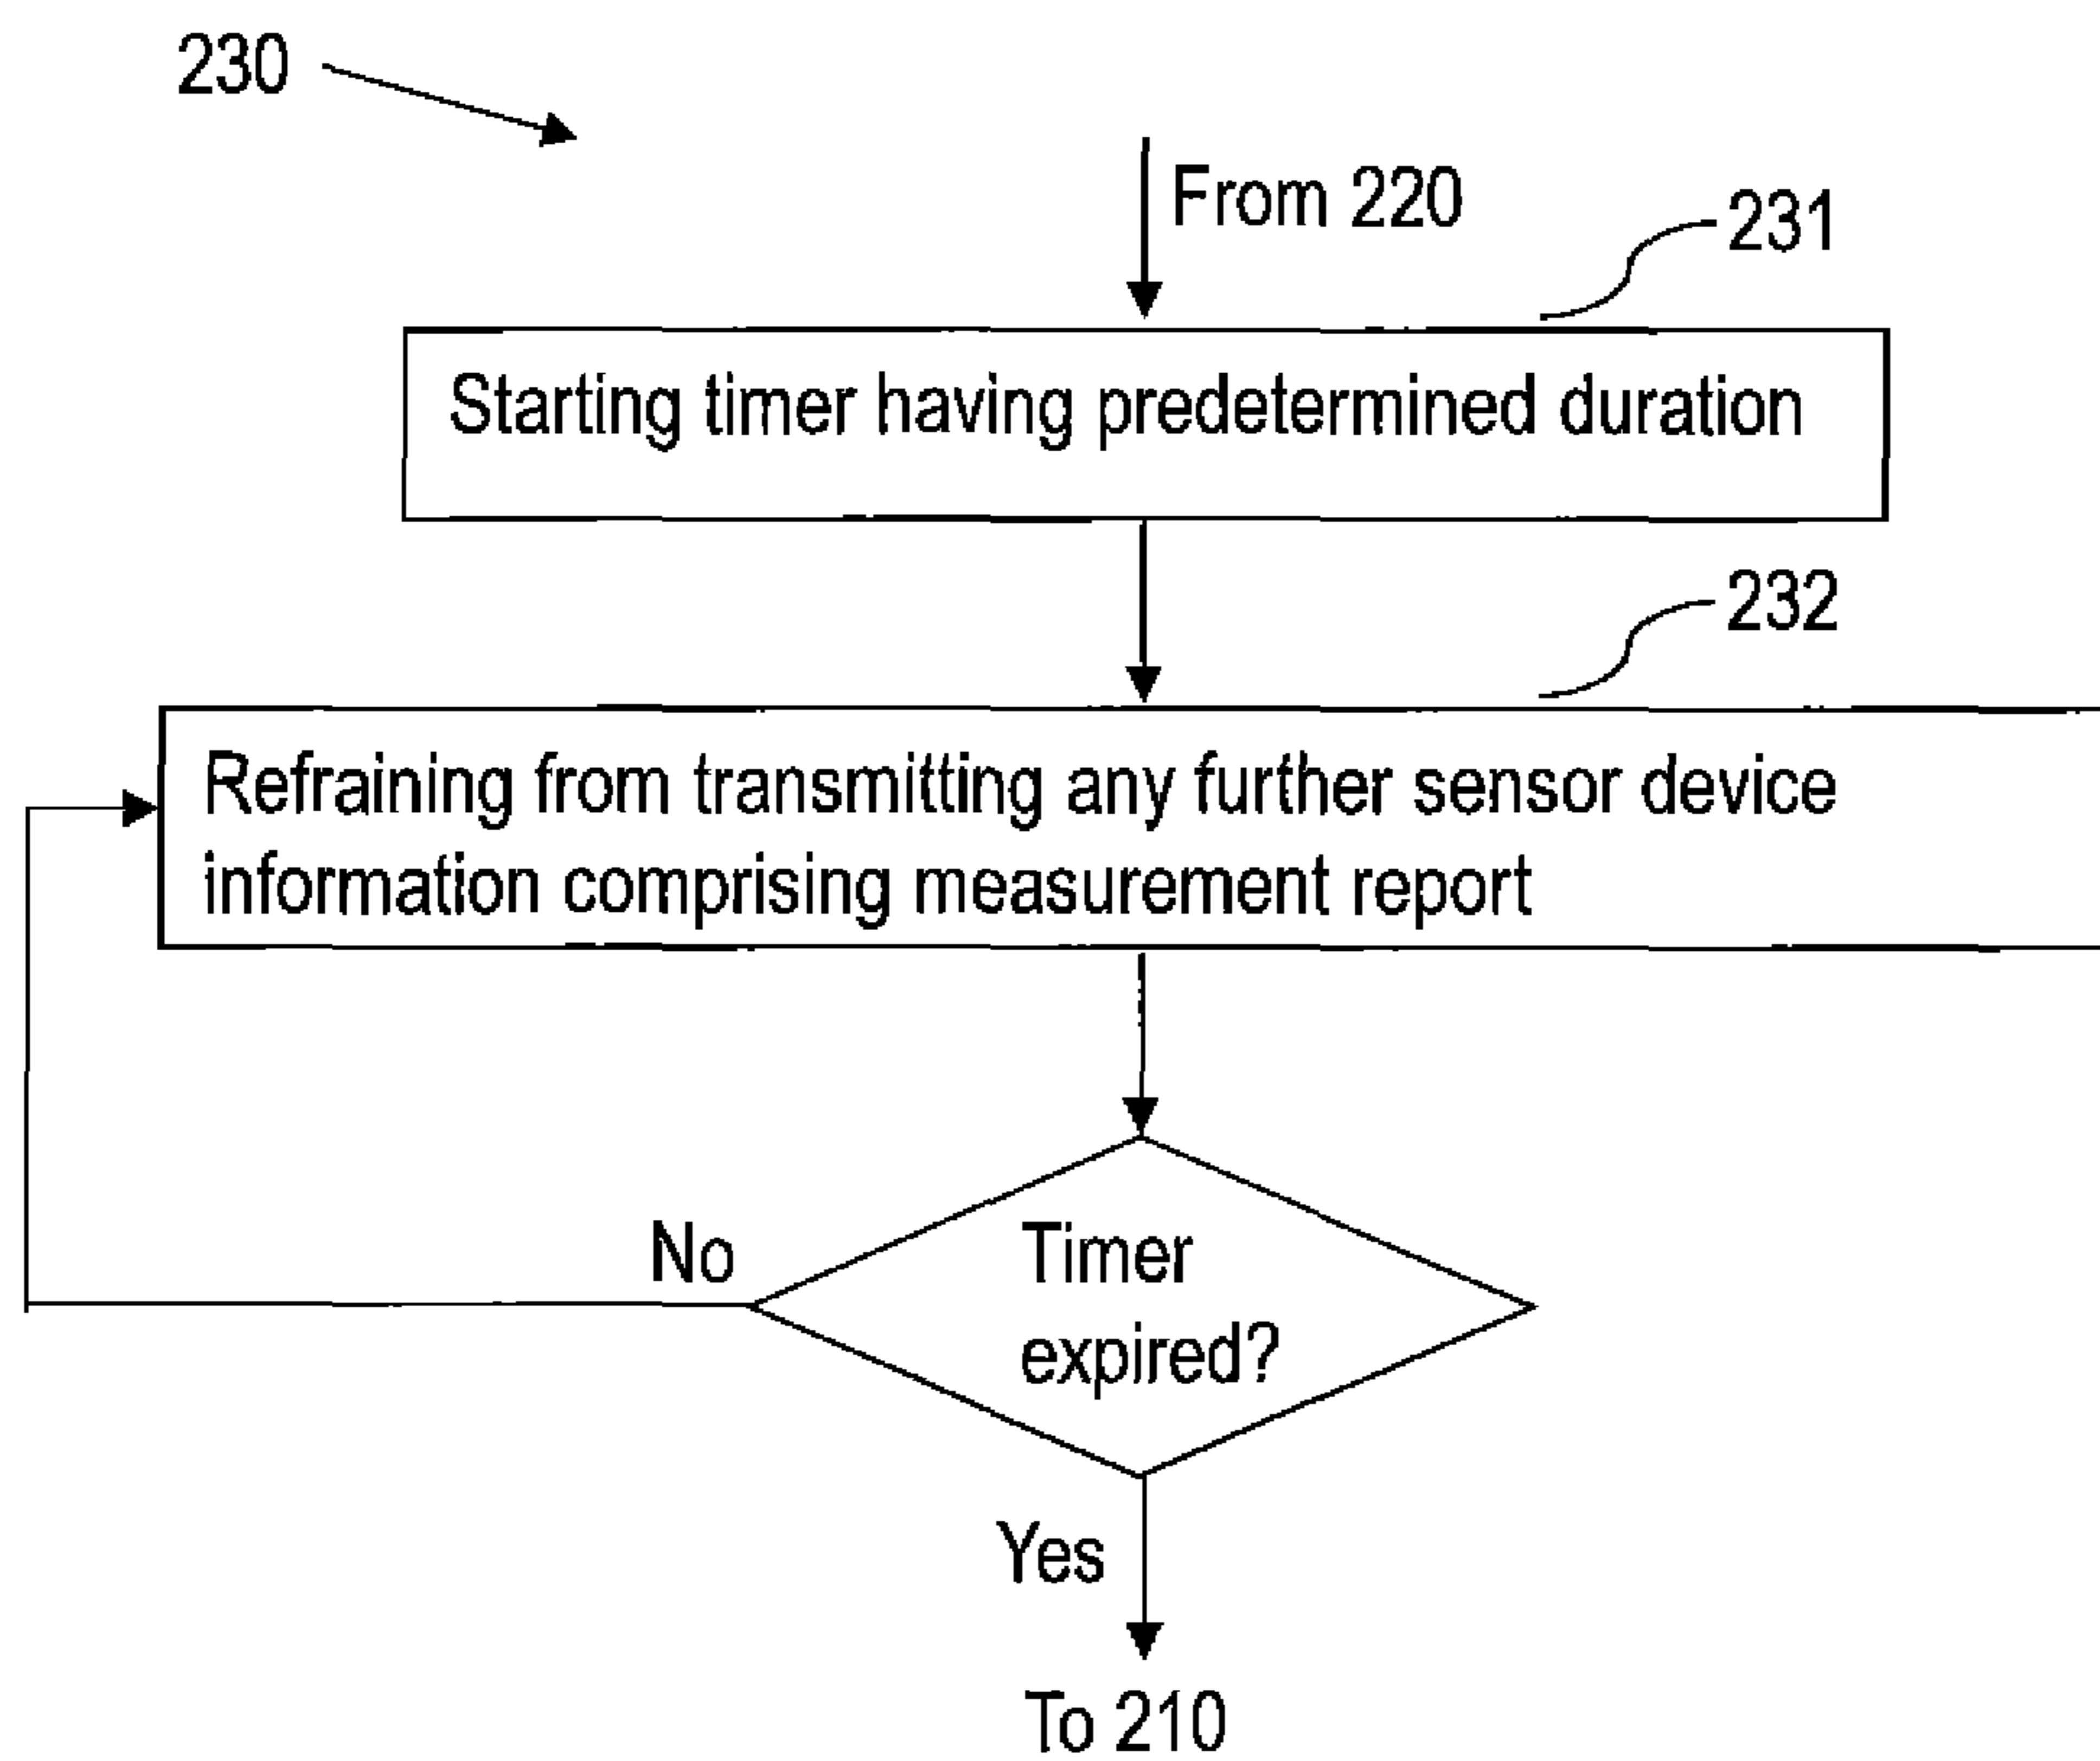 230
From 220
231
Starting timer having predetermined duration
232
Refraining from transmitting any further sensor device
information comprising measurement report
No
Timer
expired?
Yes
To 210